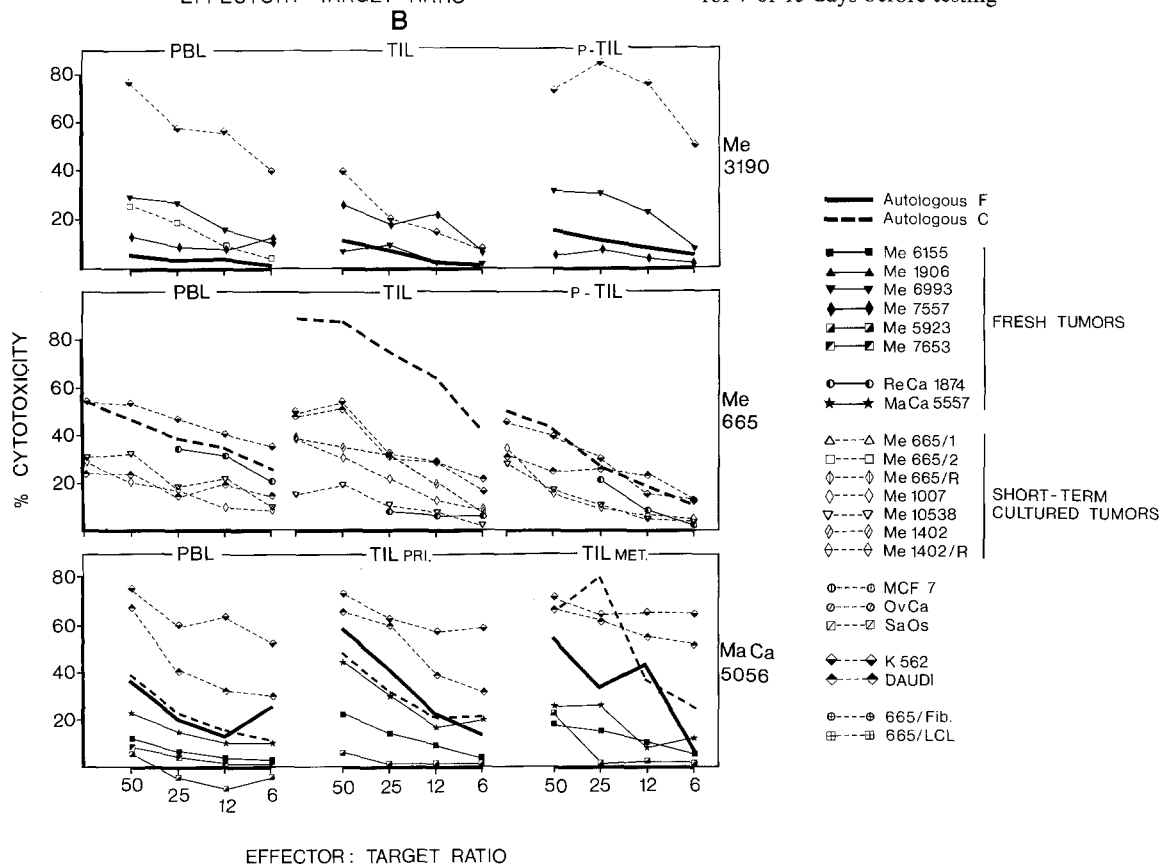 EFFECTORY TARGET RATIO
for 7 or 15 days before testing
B
PBL TIL P-TIL
80
60
40
20
Me
3190
PBL TIL P-TIL
80
60
40
20
Me
665
PBL TIL PRI. TIL MET.
80
60
40
20
MaCa
5056
50 25 12 6 50 25 12 6 50 25 12 6
% CYTOTOXICITY
EFFECTOR: TARGET RATIO
Autologous F
Autologous C
Me 6155
Me 1906
Me 6993
Me 7557
Me 5923
Me 7653
FRESH TUMORS
ReCa 1874
MaCa 5557
Me 665/1
Me 665/2
Me 665/R
Me 1007
Me 10538
Me 1402
Me 1402/R
SHORT-TERM
CULTURED TUMORS
MCF 7
OvCa
SaOs
K 562
DAUDI
665/Fib.
665/LCL